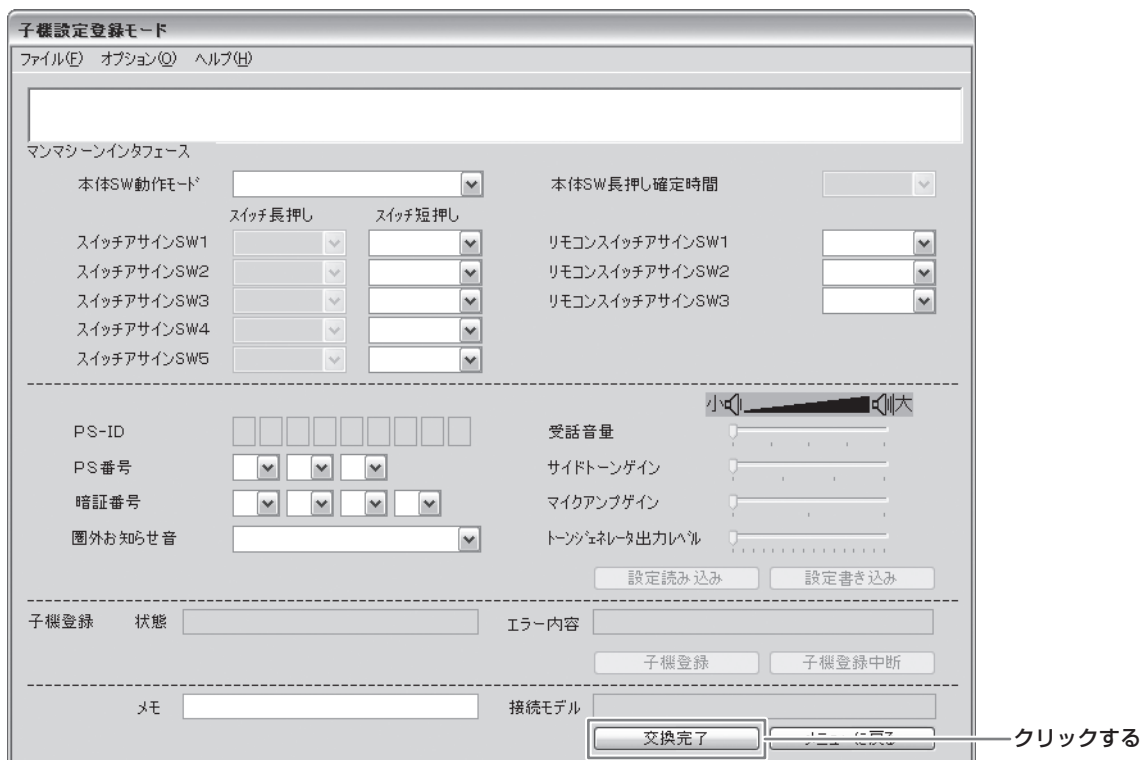 子機設定登録モード
ファイル(F) オプション(O) ヘルプ(H)
マンマシーンインタフェース
本体SW動作モード 本体SW長押し確定時間
スイッチ長押し スイッチ短押し
スイッチアサインSW1 リモコンスイッチアサインSW1
スイッチアサインSW2 リモコンスイッチアサインSW2
スイッチアサインSW3 リモコンスイッチアサインSW3
スイッチアサインSW4
スイッチアサインSW5
小 大
PS-ID 受話音量
PS番号 サイドトーンゲイン
暗証番号 マイクアンプゲイン
圏外お知らせ音 トーンジェネレータ出力レベル
設定読み込み 設定書き込み
子機登録 状態 エラー内容
子機登録 子機登録中断
メモ 接続モデル
交換完了 メニューに戻る クリックする